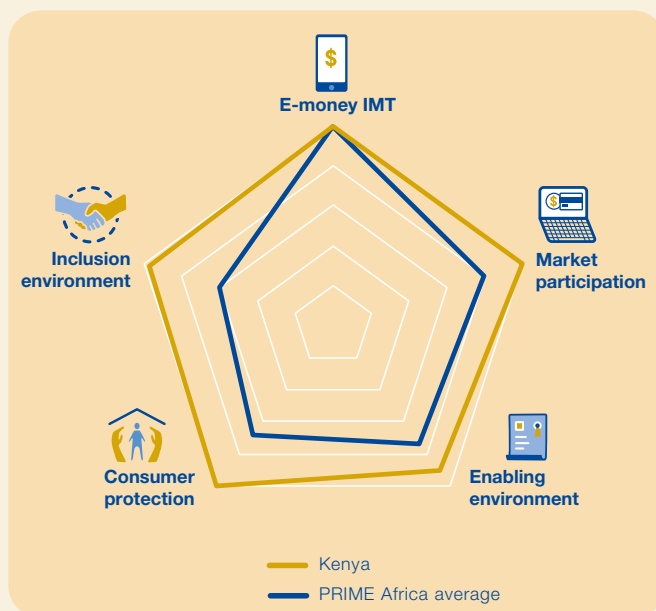 $
E-money IMT
$
Inclusion
environment
Market
participation
Consumer
protection
Enabling
environment
Kenya
PRIME Africa average